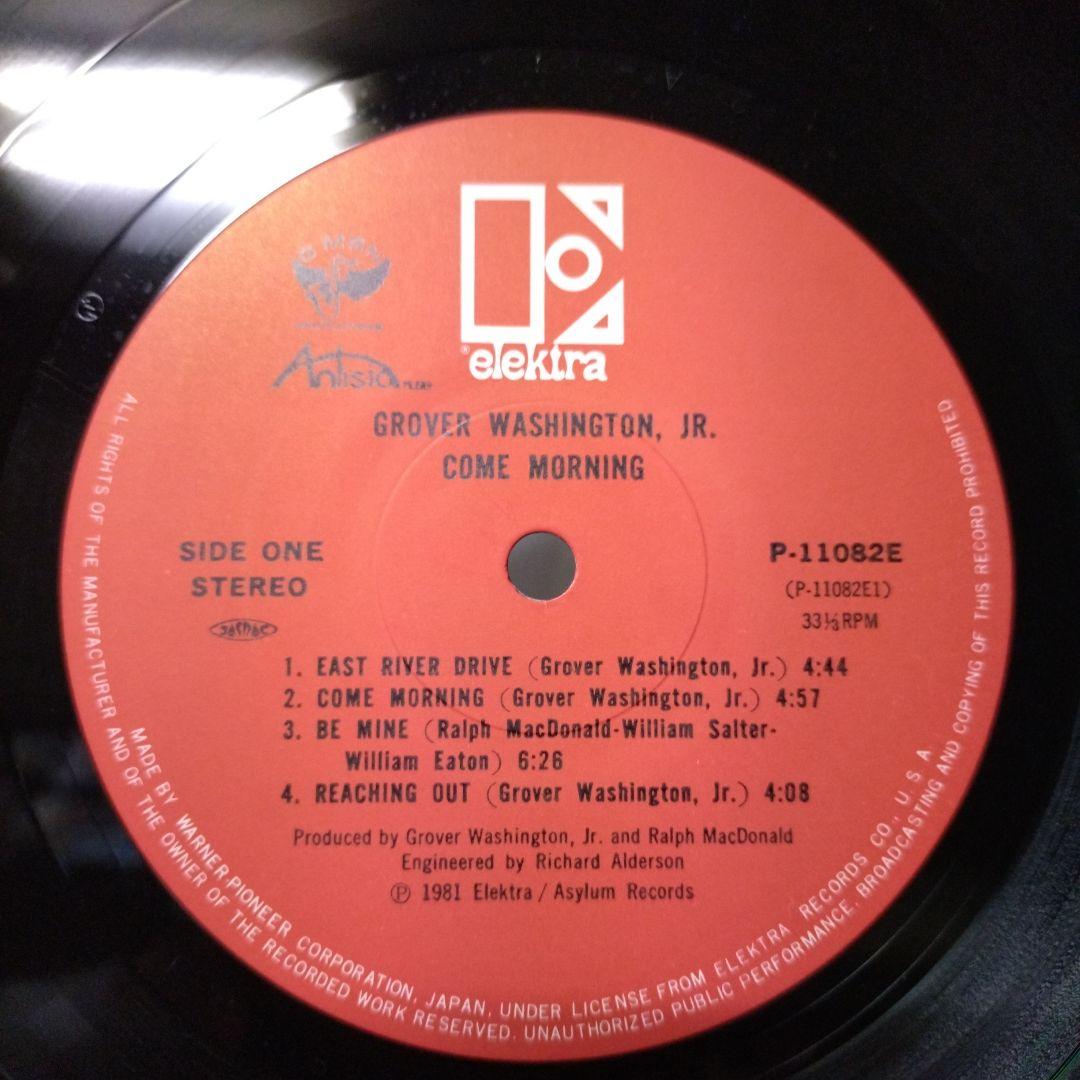 ® elektra
Antisia
GROVER WASHINGTON, JR.
COME MORNING
SIDE ONE
STEREO
P-11082E
(P-11082E1)
33⅓RPM
1. EAST RIVER DRIVE (Grover Washington, Jr.) 4:44
2. COME MORNING (Grover Washington, Jr.) 4:57
3. BE MINE (Ralph MacDonald-William Salter-
William Eaton) 6:26
4. REACHING OUT (Grover Washington, Jr.) 4:08
Produced by Grover Washington, Jr. and Ralph MacDonald
Engineered by Richard Alderson
Ⓟ 1981 Elektra / Asylum Records
MADE BY WARNER-PIONEER CORPORATION, JAPAN, UNDER LICENSE FROM ELEKTRA RECORDS CO., U. S. A.
ALL RIGHTS OF THE MANUFACTURER AND OF THE OWNER OF THE RECORDED WORK RESERVED. UNAUTHORIZED PUBLIC PERFORMANCE, BROADCASTING AND COPYING OF THIS RECORD PROHIBITED